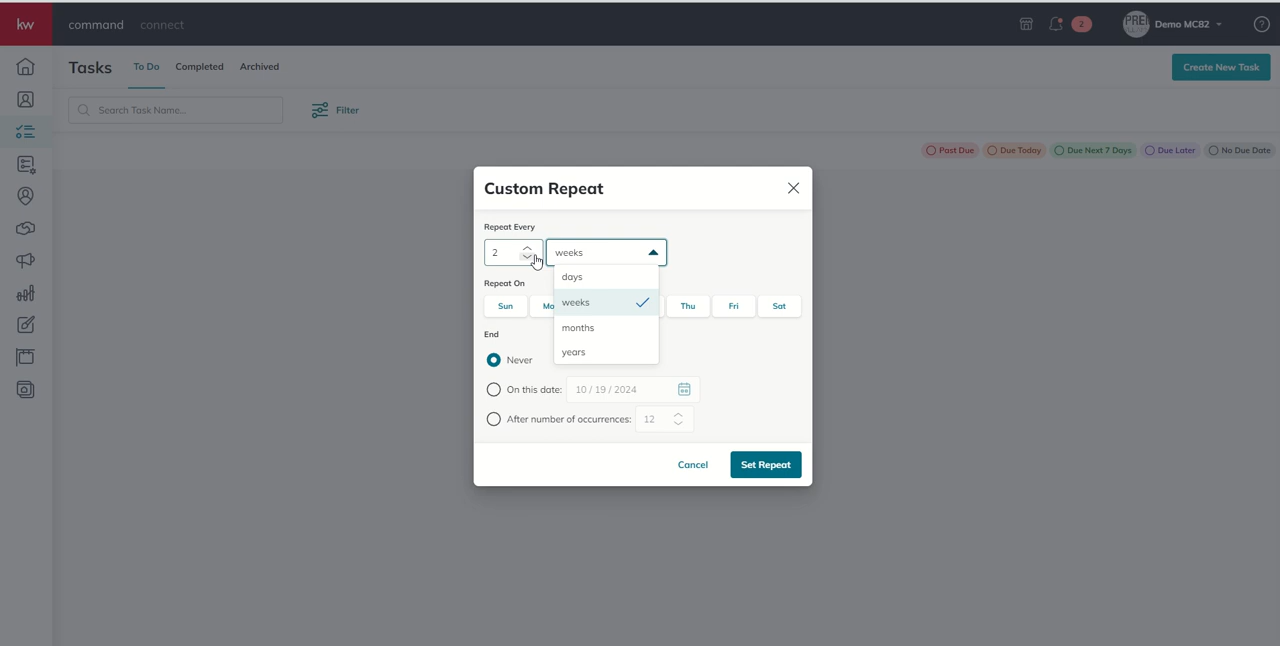 kw command connect 2 PREI Demo MC82 ?
Tasks To Do Completed Archived Create New Task
Search Task Name... Filter
Past Due Due Today Due Next 7 Days Due Later No Due Date
Custom Repeat
Repeat Every
2 weeks
days
Repeat On
weeks
Sun Mo Thu Fri Sat
months
End
years
Never
On this date: 10 / 19 / 2024
After number of occurrences: 12
Cancel Set Repeat